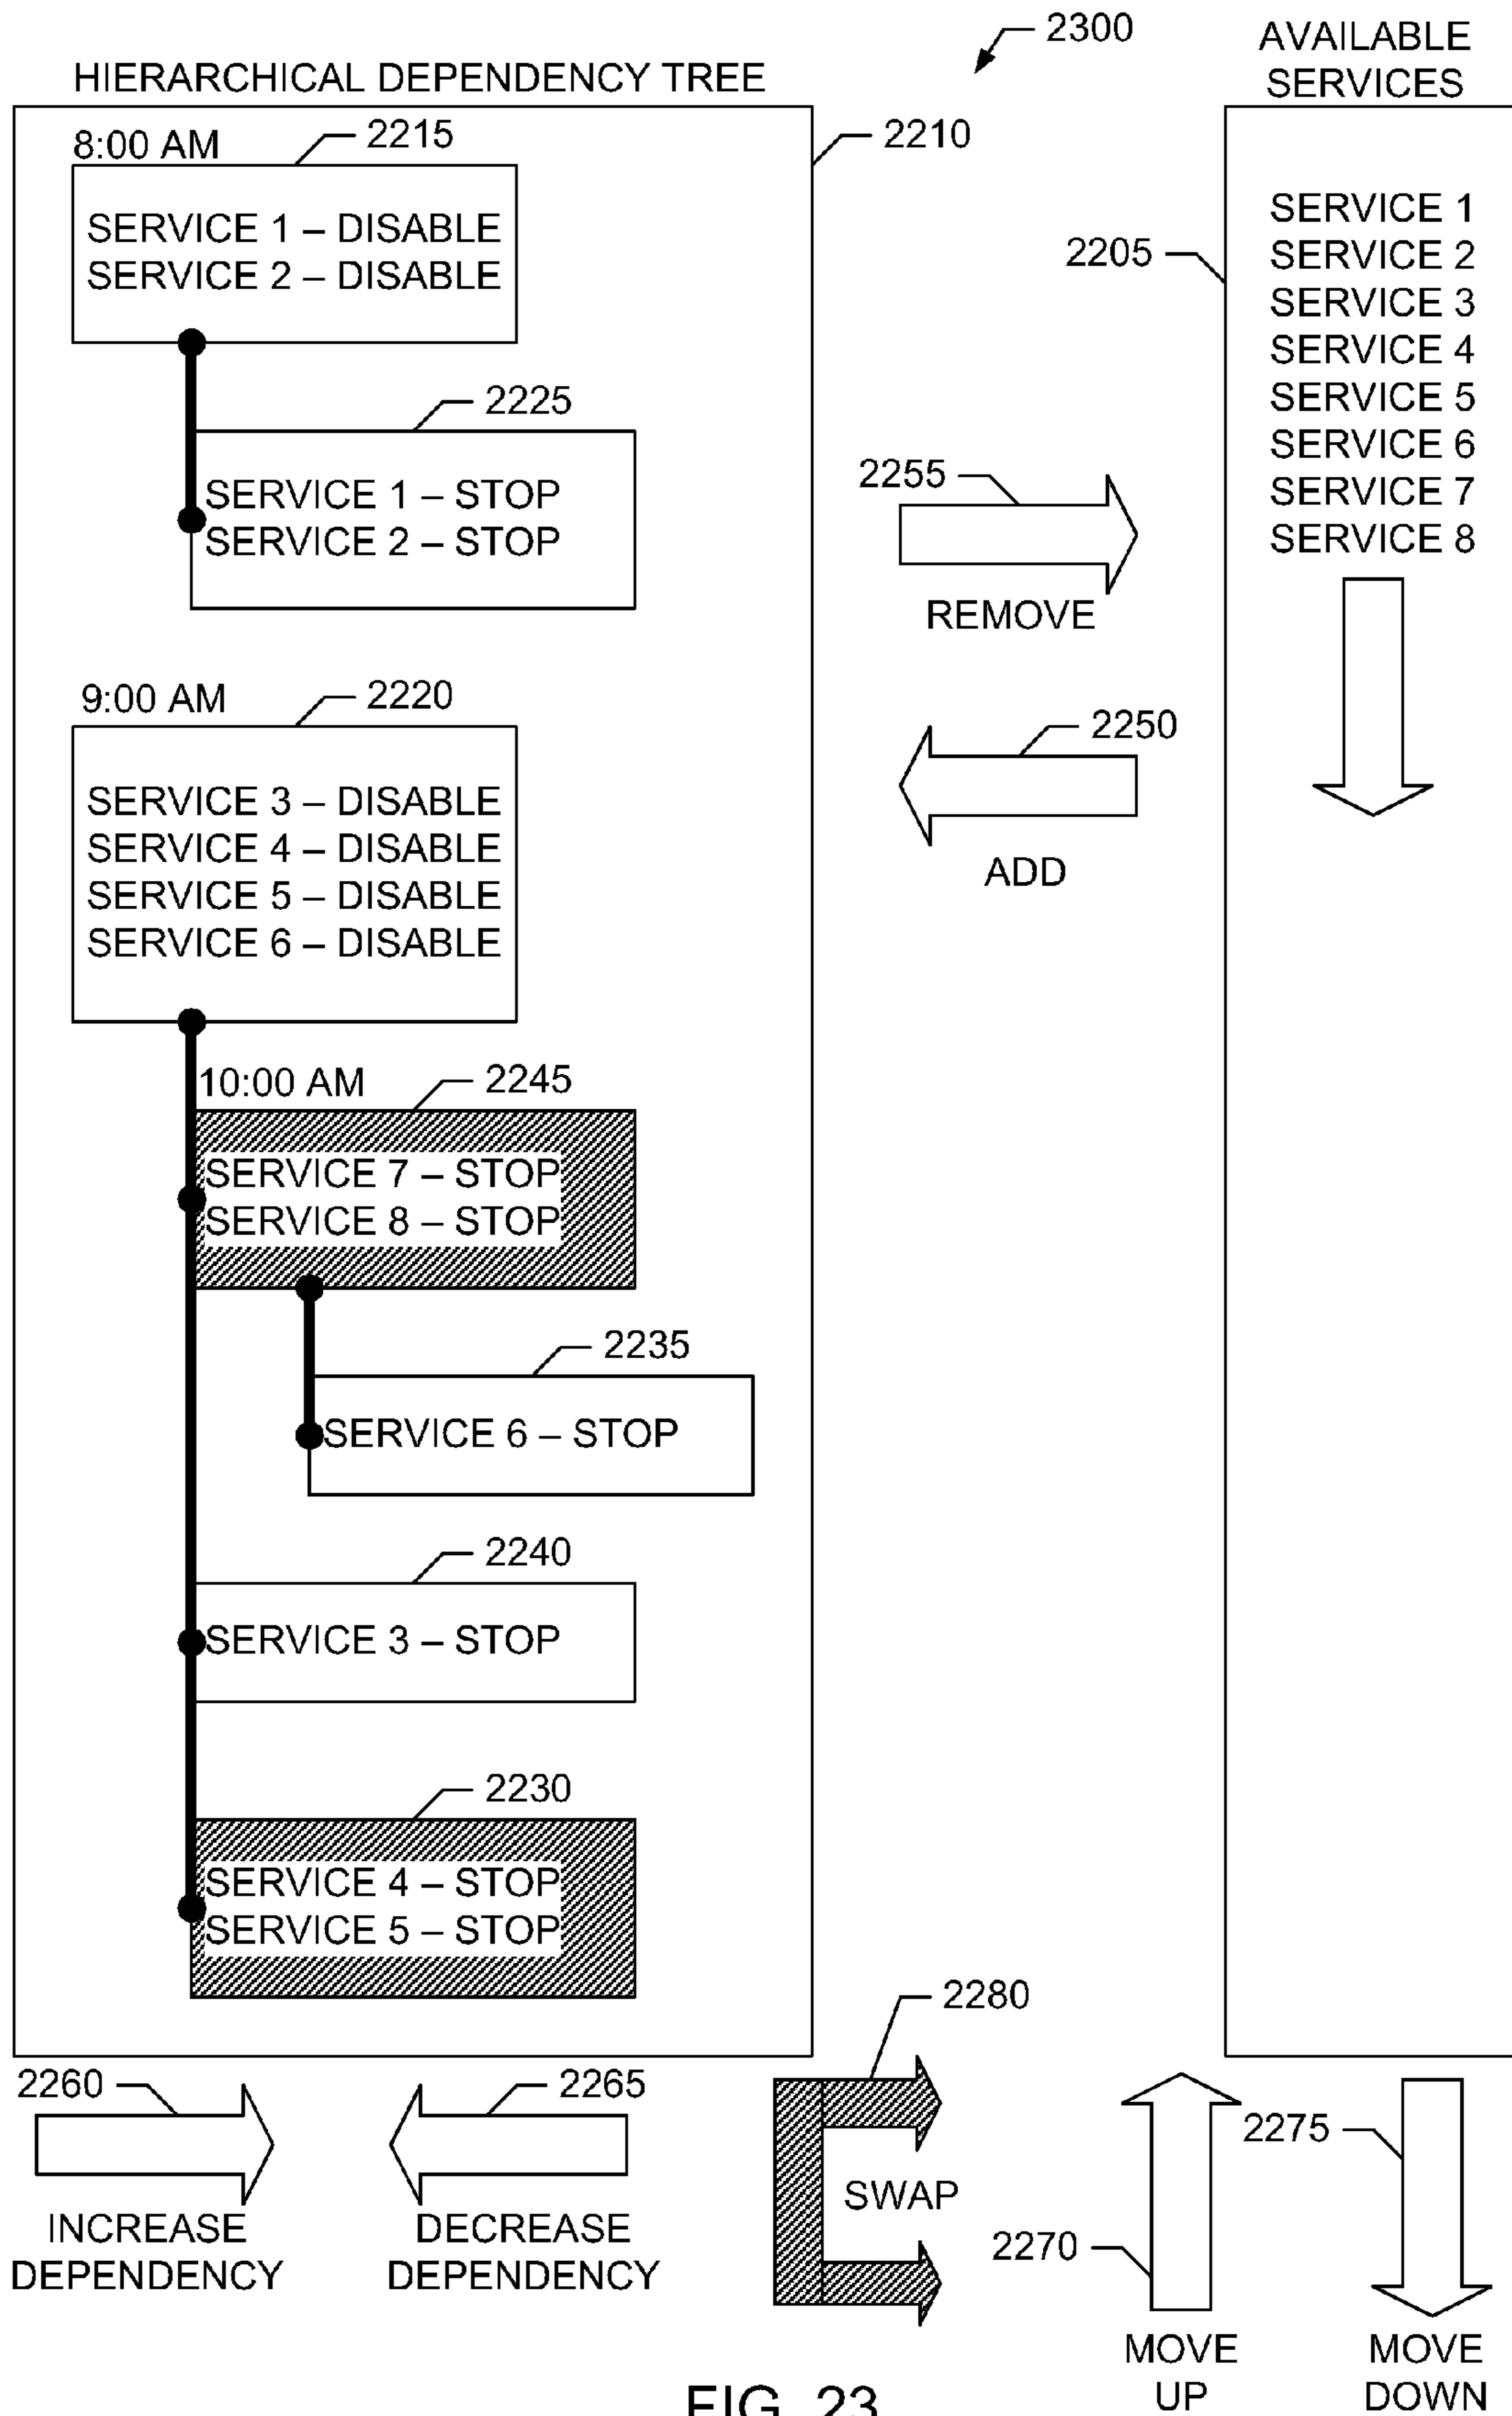 2300
AVAILABLE
SERVICES
HIERARCHICAL DEPENDENCY TREE
2210
8:00 AM
2215
SERVICE 1 – DISABLE
SERVICE 2 – DISABLE
2225
SERVICE 1 – STOP
SERVICE 2 – STOP
9:00 AM
2220
SERVICE 3 – DISABLE
SERVICE 4 – DISABLE
SERVICE 5 – DISABLE
SERVICE 6 – DISABLE
10:00 AM
2245
SERVICE 7 – STOP
SERVICE 8 – STOP
2235
SERVICE 6 – STOP
2240
SERVICE 3 – STOP
2230
SERVICE 4 – STOP
SERVICE 5 – STOP
2255
REMOVE
2250
ADD
2205
SERVICE 1
SERVICE 2
SERVICE 3
SERVICE 4
SERVICE 5
SERVICE 6
SERVICE 7
SERVICE 8
2260
INCREASE
DEPENDENCY
2265
DECREASE
DEPENDENCY
2280
SWAP
2270
MOVE
UP
2275
MOVE
DOWN
FIG. 23